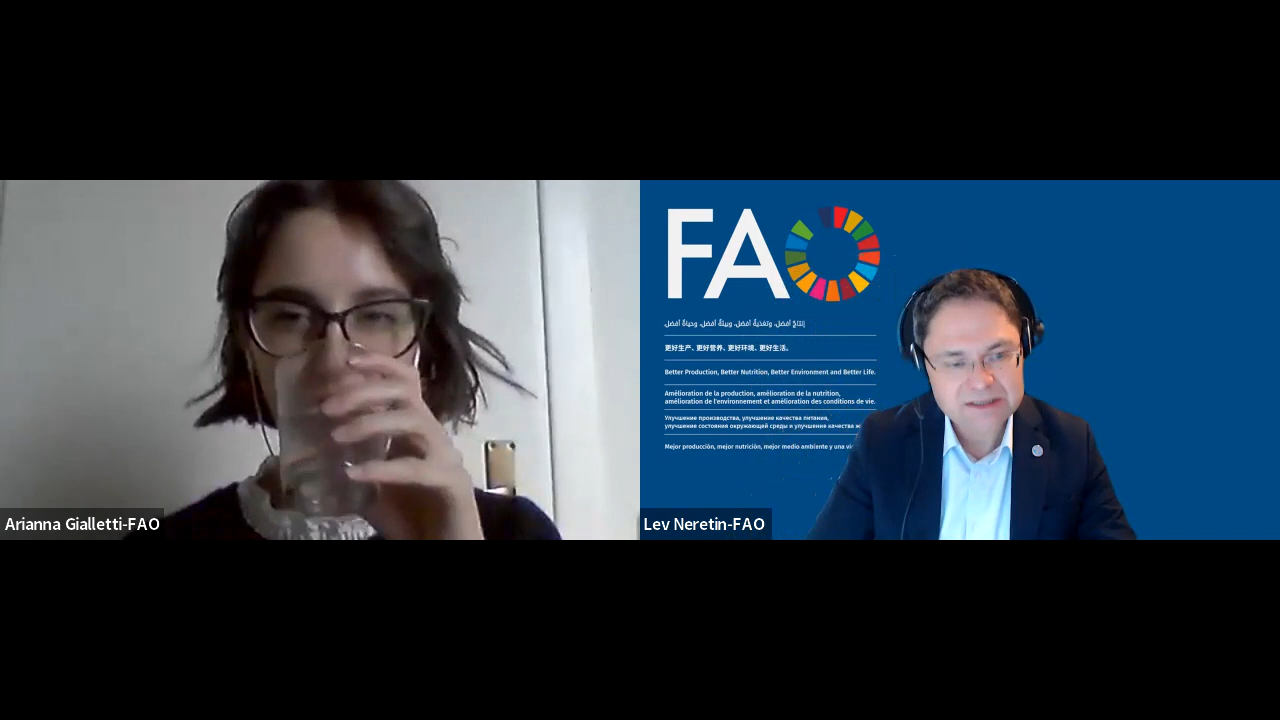 FAO
إنتاجٌ أفضل، وتغذيةٌ أفضل، وبيئةٌ أفضل، وحياةٌ أفضل.
更好生产、更好营养、更好环境、更好生活。
Better Production, Better Nutrition, Better Environment and Better Life.
Amélioration de la production, amélioration de la nutrition,
amélioration de l'environnement et amélioration des conditions de vie.
Улучшение производства, улучшение качества питания,
улучшение состояния окружающей среды и улучшение качества
Mejor producción, mejor nutrición, mejor medio ambiente y una
Arianna Gialletti-FAO
Lev Neretin-FAO